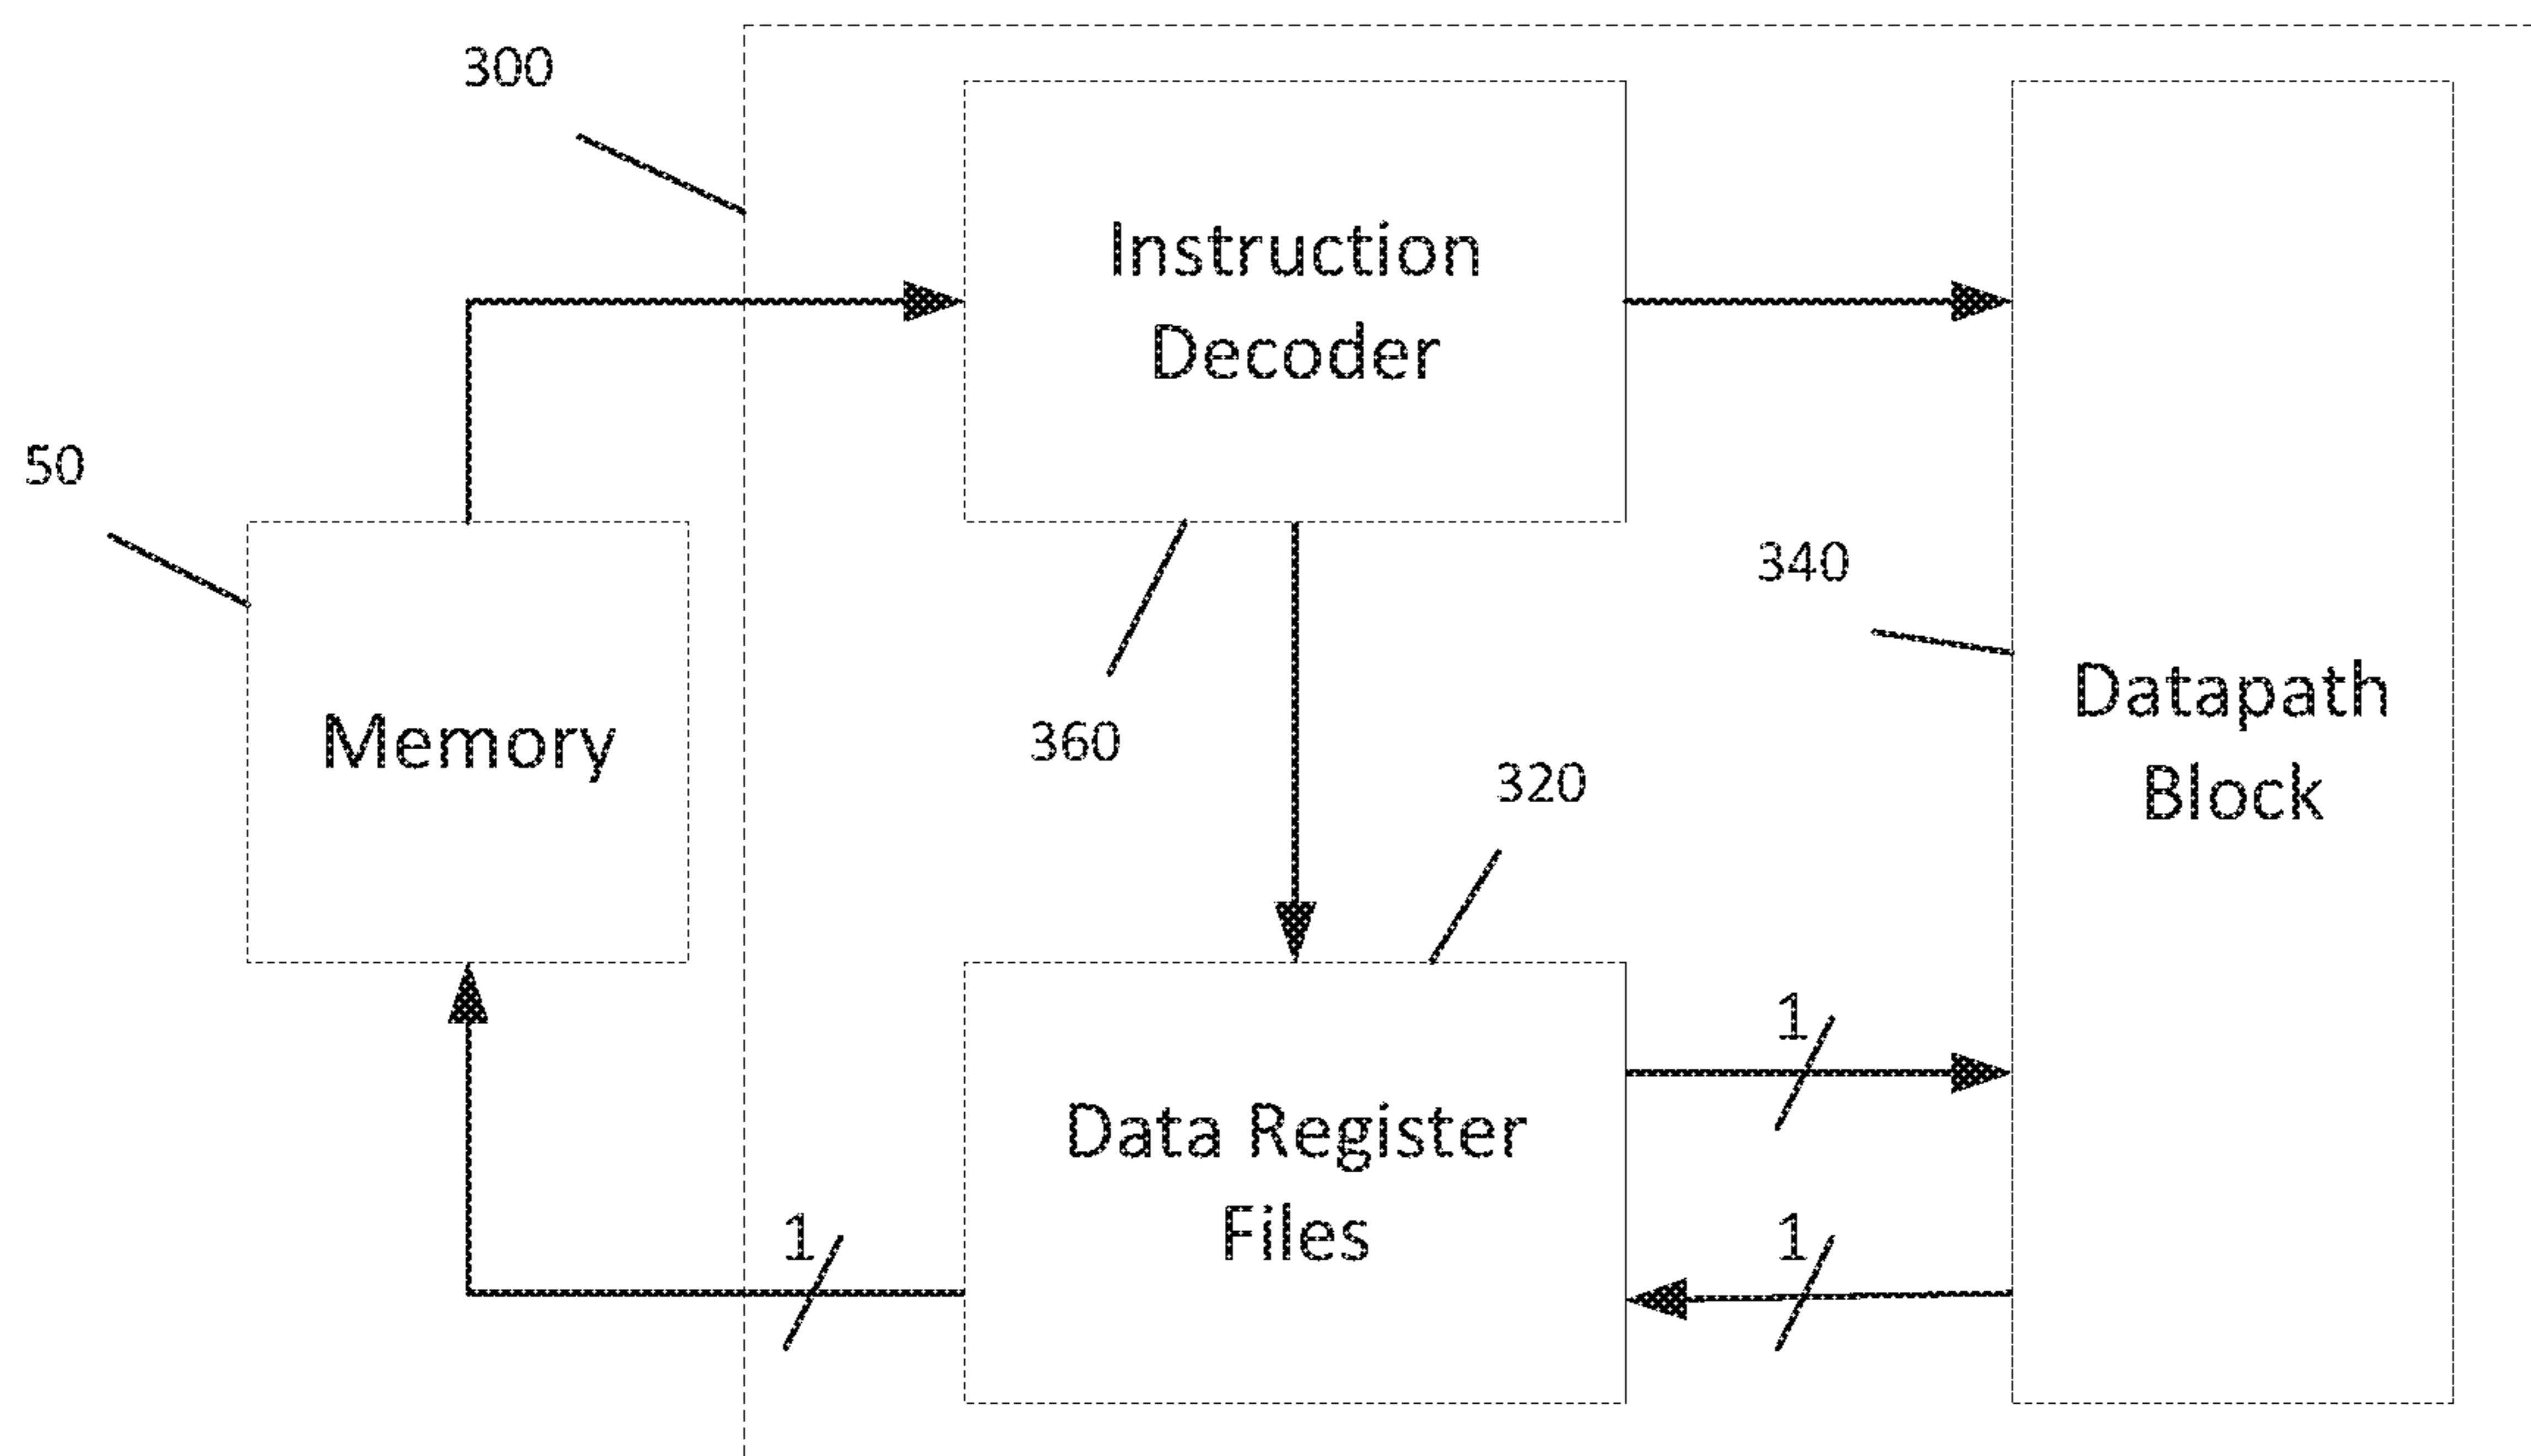 300
Instruction
Decoder
50
340
Memory
Datapath
Block
360
320
1
Data Register
Files
1
1